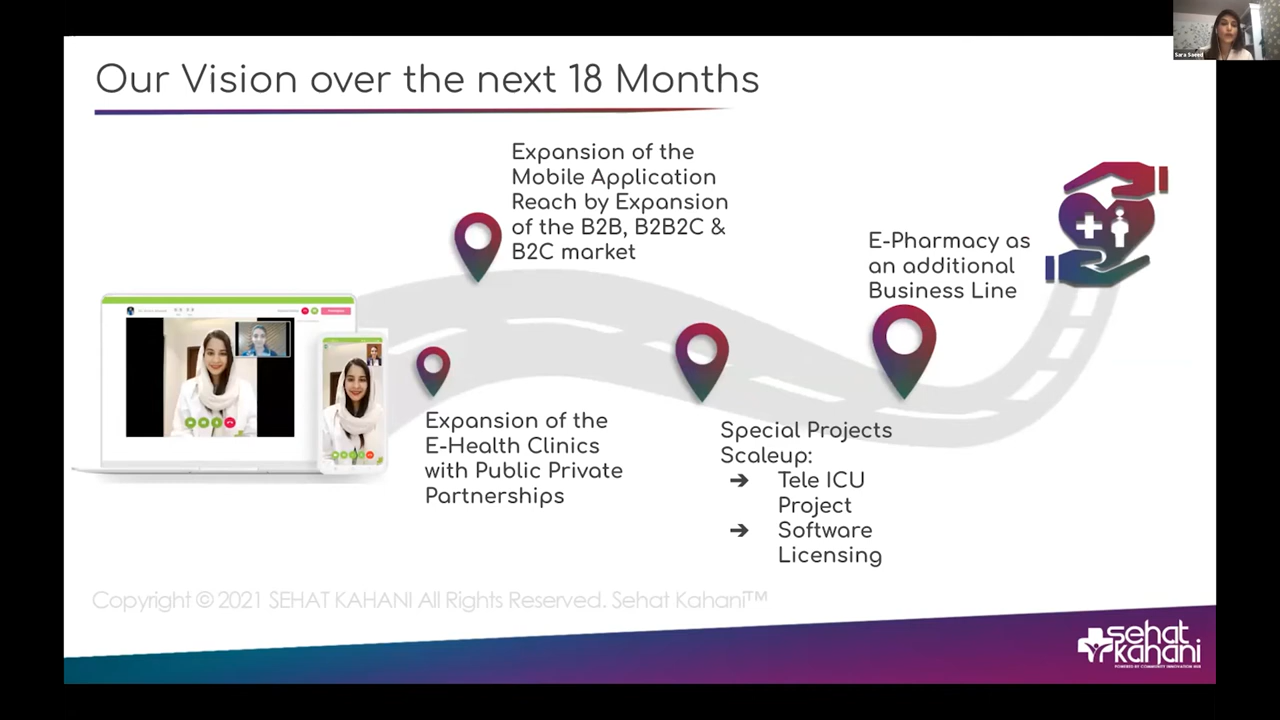 Sara Saeed
Our Vision over the next 18 Months
Expansion of the
Mobile Application
Reach by Expansion
of the B2B, B2B2C &
B2C market
E-Pharmacy as
an additional
Business Line
Expansion of the
E-Health Clinics
with Public Private
Partnerships
Special Projects
Scaleup:
➔ Tele ICU
Project
➔ Software
Licensing
Copyright © 2021 SEHAT KAHANI All Rights Reserved. Sehat Kahani™
sehat
kahani
POWERED BY COMMUNITY INNOVATION HUB